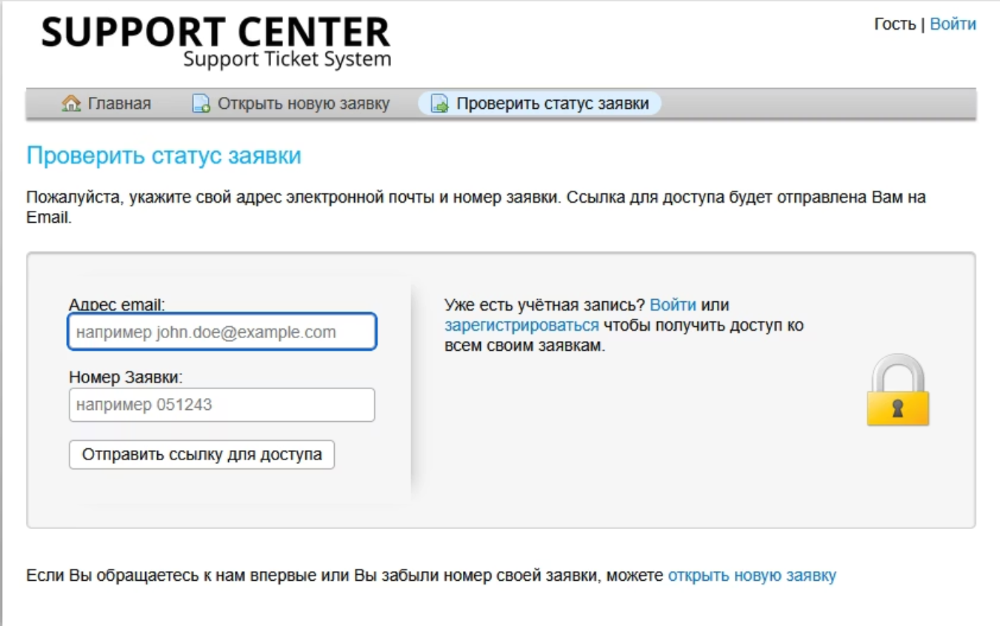 SUPPORT CENTER
Support Ticket System
Гость | Войти
Главная
Открыть новую заявку
Проверить статус заявки
Проверить статус заявки
Пожалуйста, укажите свой адрес электронной почты и номер заявки. Ссылка для доступа будет отправлена Вам на
Email.
Адрес email:
например john.doe@example.com
Номер Заявки:
например 051243
Отправить ссылку для доступа
Уже есть учётная запись? Войти или
зарегистрироваться чтобы получить доступ ко
всем своим заявкам.
Если Вы обращаетесь к нам впервые или Вы забыли номер своей заявки, можете открыть новую заявку